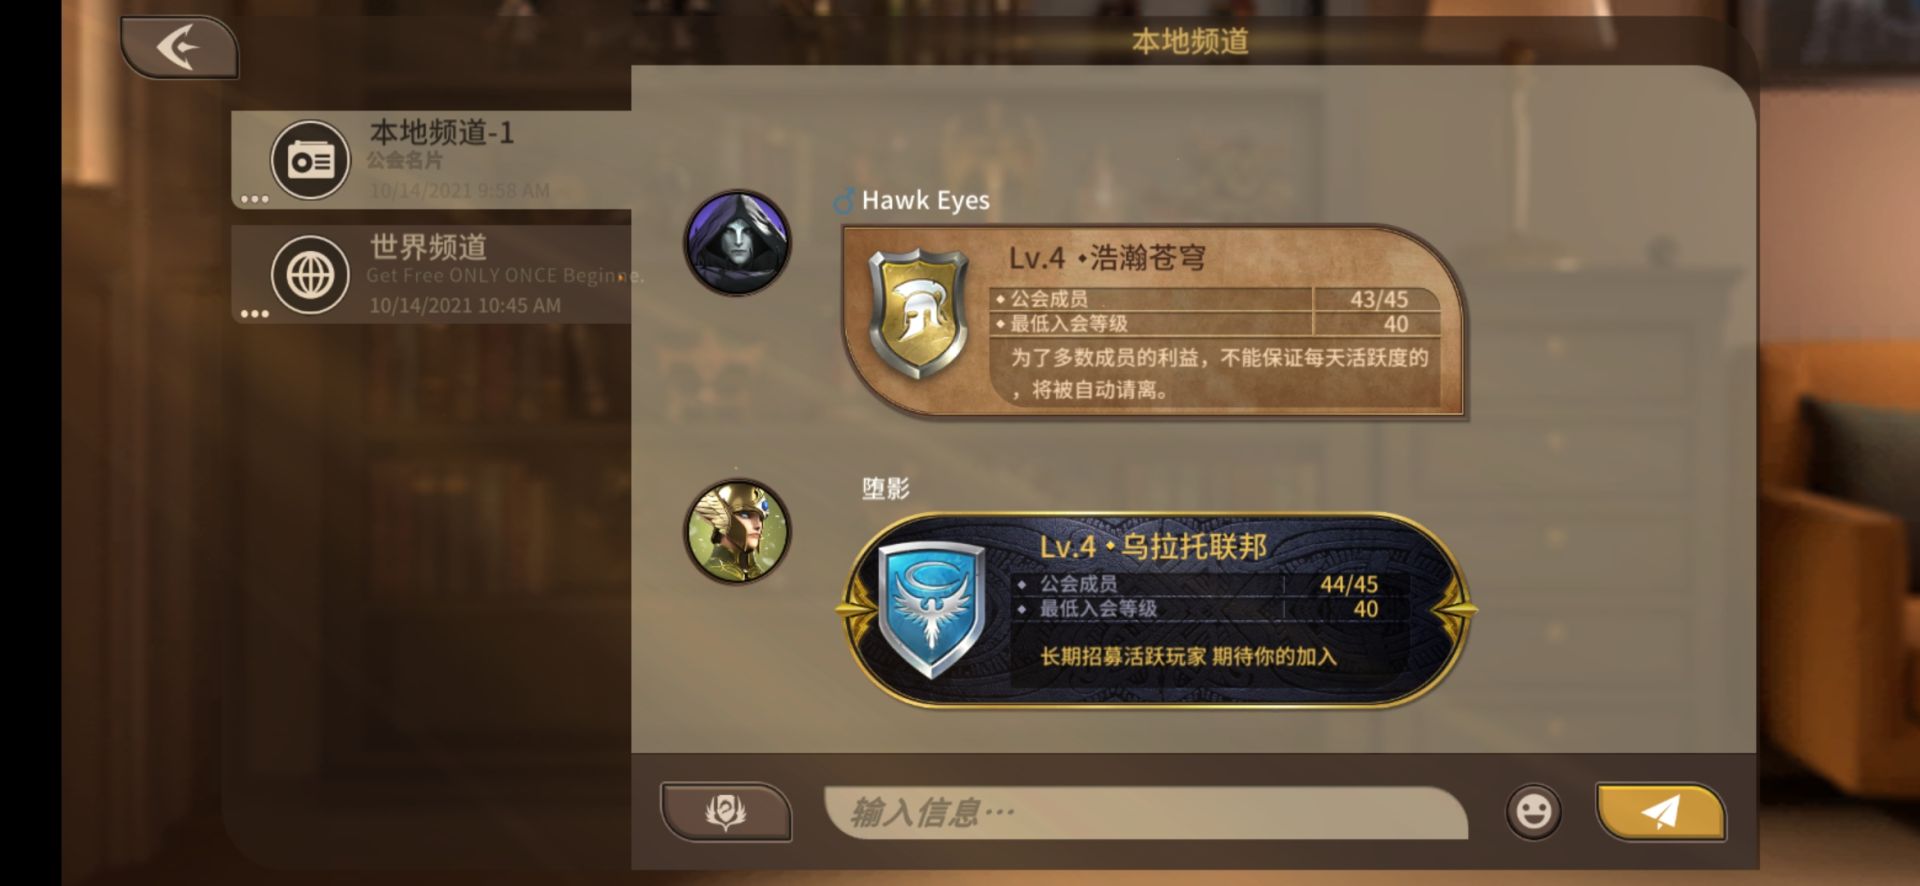 本地频道
本地频道-1
公会名片
10/14/2021 9:58 AM
世界频道
Get Free ONLY ONCE Beginne.
10/14/2021 10:45 AM
Hawk Eyes
Lv.4 ⬩浩瀚苍穹
公会成员 43/45
最低入会等级 40
为了多数成员的利益，不能保证每天活跃度的
，将被自动请离。
堕影
Lv.4 ⬩乌拉托联邦
公会成员 44/45
最低入会等级 40
长期招募活跃玩家 期待你的加入
输入信息…